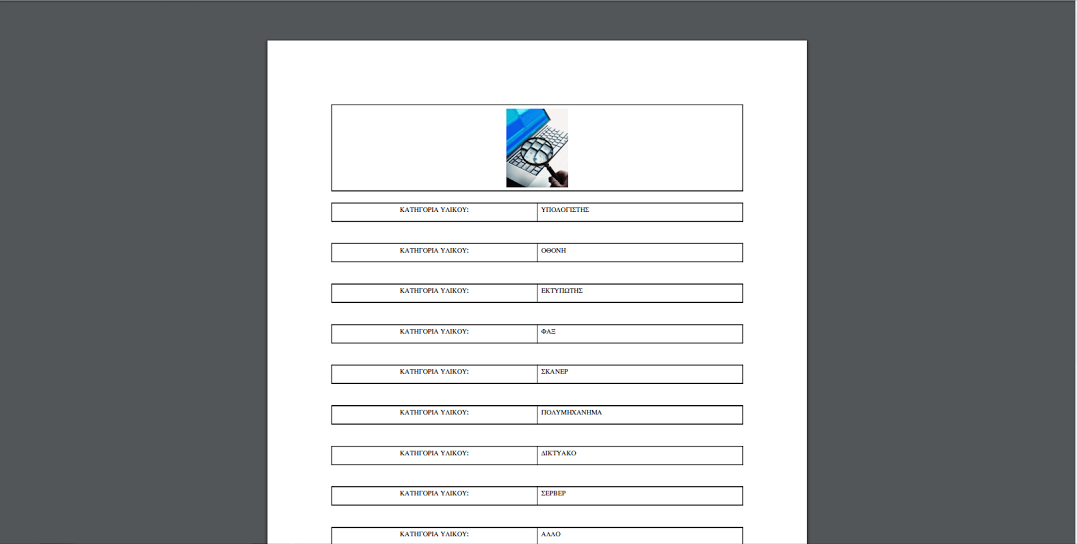 ΚΑΤΗΓΟΡΙΑ ΥΛΙΚΟΥ: ΥΠΟΛΟΓΙΣΤΗΣ
ΚΑΤΗΓΟΡΙΑ ΥΛΙΚΟΥ: ΟΘΟΝΗ
ΚΑΤΗΓΟΡΙΑ ΥΛΙΚΟΥ: ΕΚΤΥΠΩΤΗΣ
ΚΑΤΗΓΟΡΙΑ ΥΛΙΚΟΥ: ΦΑΞ
ΚΑΤΗΓΟΡΙΑ ΥΛΙΚΟΥ: ΣΚΑΝΕΡ
ΚΑΤΗΓΟΡΙΑ ΥΛΙΚΟΥ: ΠΟΛΥΜΗΧΑΝΗΜΑ
ΚΑΤΗΓΟΡΙΑ ΥΛΙΚΟΥ: ΔΙΚΤΥΑΚΟ
ΚΑΤΗΓΟΡΙΑ ΥΛΙΚΟΥ: ΣΕΡΒΕΡ
ΚΑΤΗΓΟΡΙΑ ΥΛΙΚΟΥ: ΑΛΛΟ